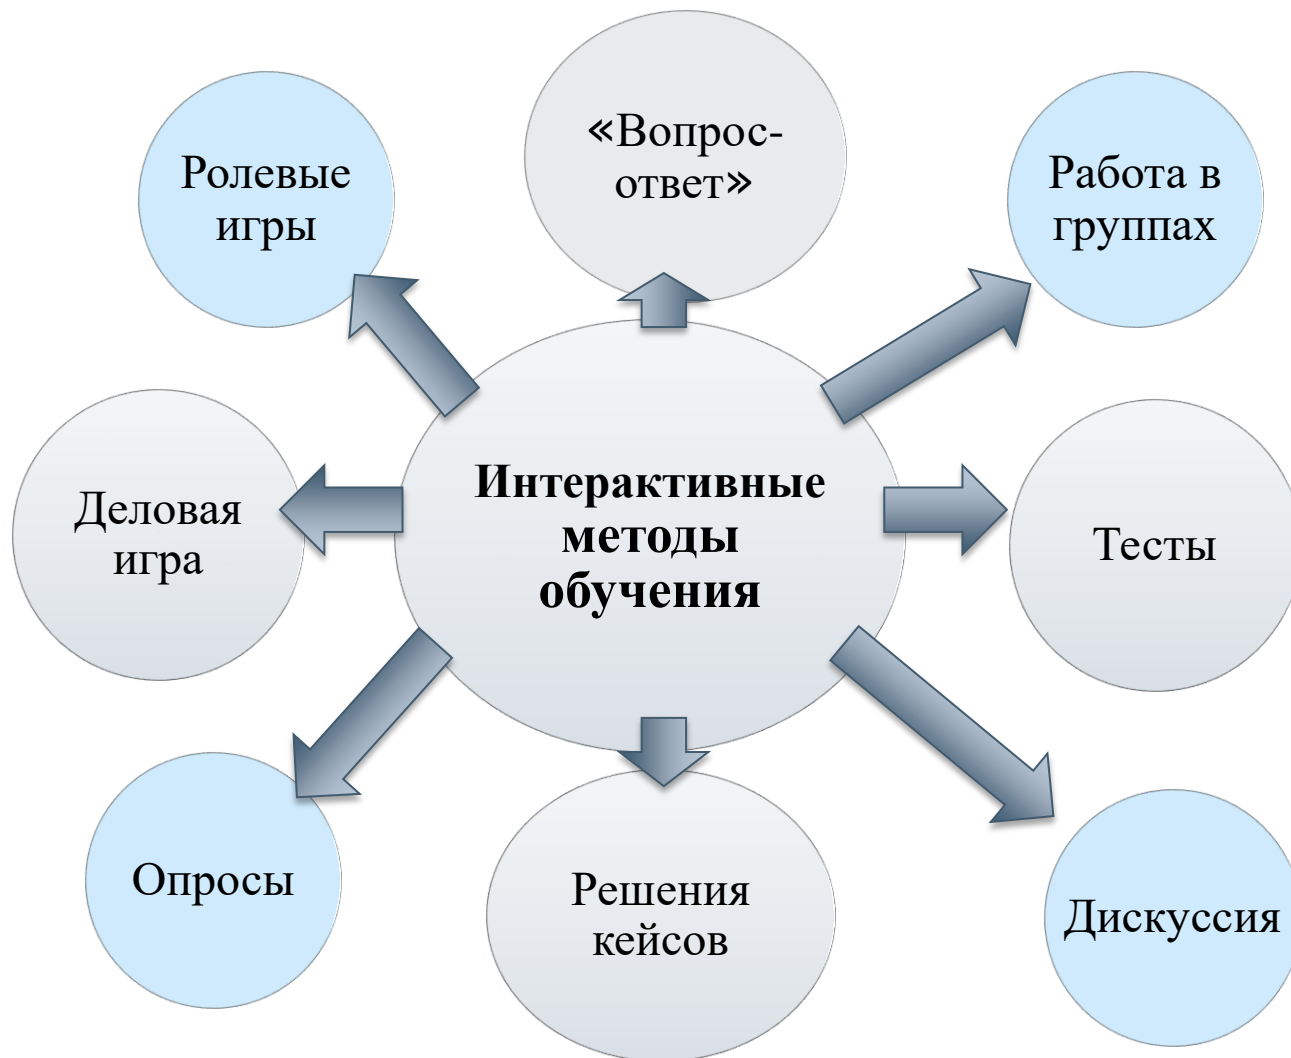 «Вопрос-
ответ»
Ролевые
игры
Работа в
группах
Интерактивные
методы
обучения
Деловая
игра
Тесты
Опросы
Решения
кейсов
Дискуссия